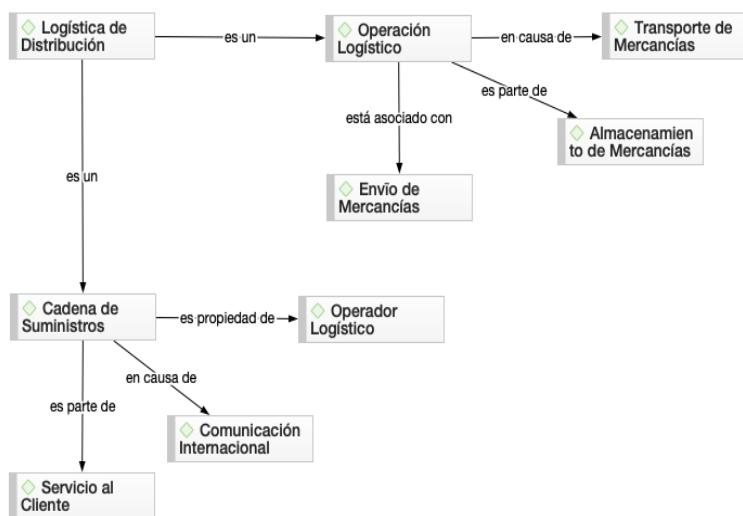 Logística de
Distribución
es un
Operación
Logístico
en causa de
Transporte de
Mercancías
es parte de
está asociado con
Almacenamien
to de Mercancías
es un
Envïo de
Mercancías
Cadena de
Suministros
es propiedad de
Operador
Logístico
en causa de
es parte de
Comunicación
Internacional
Servicio al
Cliente